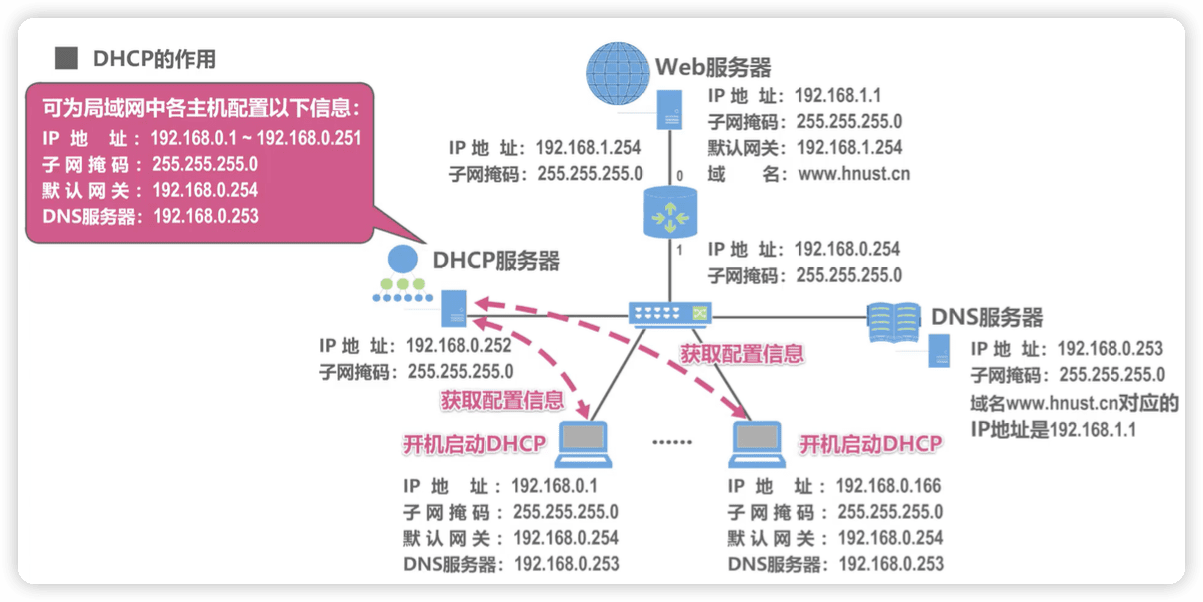 DHCP的作用
可为局域网中各主机配置以下信息：
IP 地 址：192.168.0.1 ~ 192.168.0.251
子 网 掩 码：255.255.255.0
默 认 网 关：192.168.0.254
DNS服务器：192.168.0.253
Web服务器
IP 地 址：192.168.1.1
子网掩码：255.255.255.0
默认网关：192.168.1.254
域 名：www.hnust.cn
IP 地 址：192.168.1.254
子网掩码：255.255.255.0
0
1
IP 地 址：192.168.0.254
子网掩码：255.255.255.0
DHCP服务器
IP 地 址：192.168.0.252
子网掩码：255.255.255.0
DNS服务器
IP 地 址：192.168.0.253
子网掩码：255.255.255.0
域名www.hnust.cn对应的
IP地址是192.168.1.1
获取配置信息
获取配置信息
开机启动DHCP
......
开机启动DHCP
IP 地 址：192.168.0.1
子 网 掩 码：255.255.255.0
默 认 网 关：192.168.0.254
DNS服务器：192.168.0.253
IP 地 址：192.168.0.166
子 网 掩 码：255.255.255.0
默 认 网 关：192.168.0.254
DNS服务器：192.168.0.253